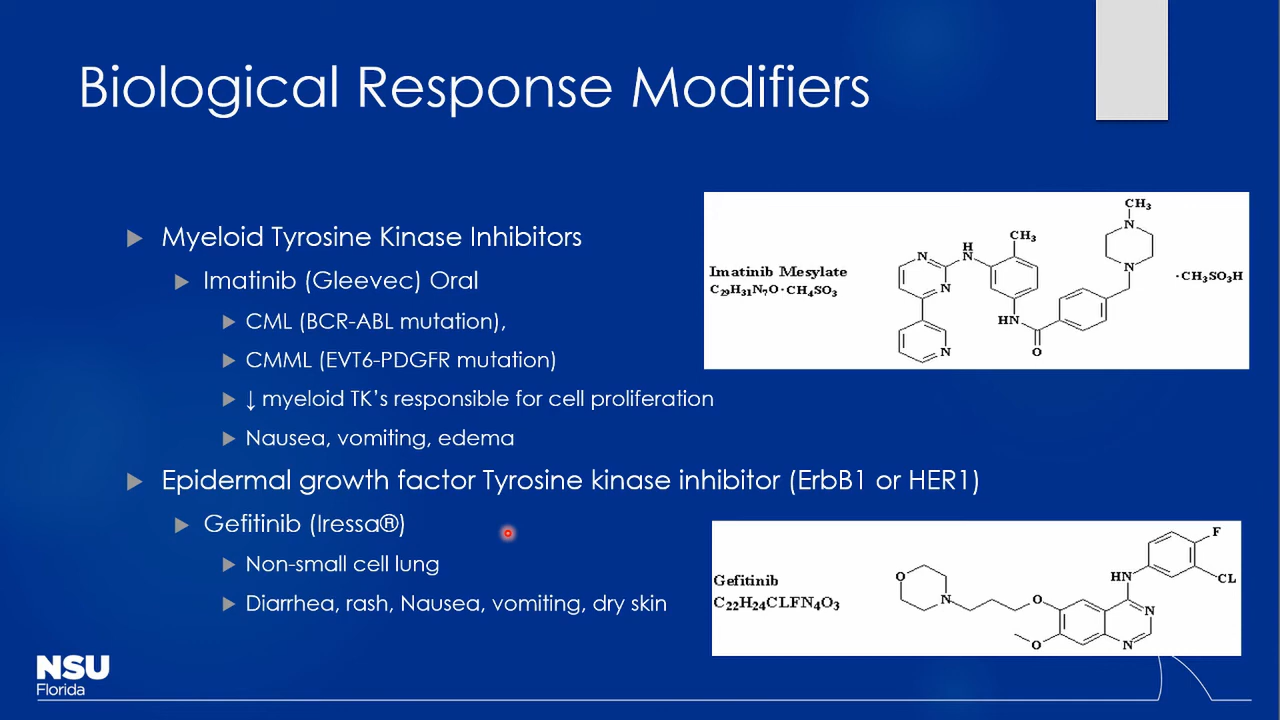 Biological Response Modifiers
Myeloid Tyrosine Kinase Inhibitors
Imatinib (Gleevec) Oral
CML (BCR-ABL mutation),
CMML (EVT6-PDGFR mutation)
↓ myeloid TK's responsible for cell proliferation
Nausea, vomiting, edema
Imatinib Mesylate
C₂₉H₃₁N₇O·CH₄SO₃
N
N
H
N
CH₃
HN
O
N
N
CH₃
N
·CH₃SO₃H
Epidermal growth factor Tyrosine kinase inhibitor (ErbB1 or HER1)
Gefitinib (Iressa®)
Non-small cell lung
Diarrhea, rash, Nausea, vomiting, dry skin
Gefitinib
C₂₂H₂₄CLFN₄O₃
O
N
O
O
HN
N
N
F
CL
NSU
Florida